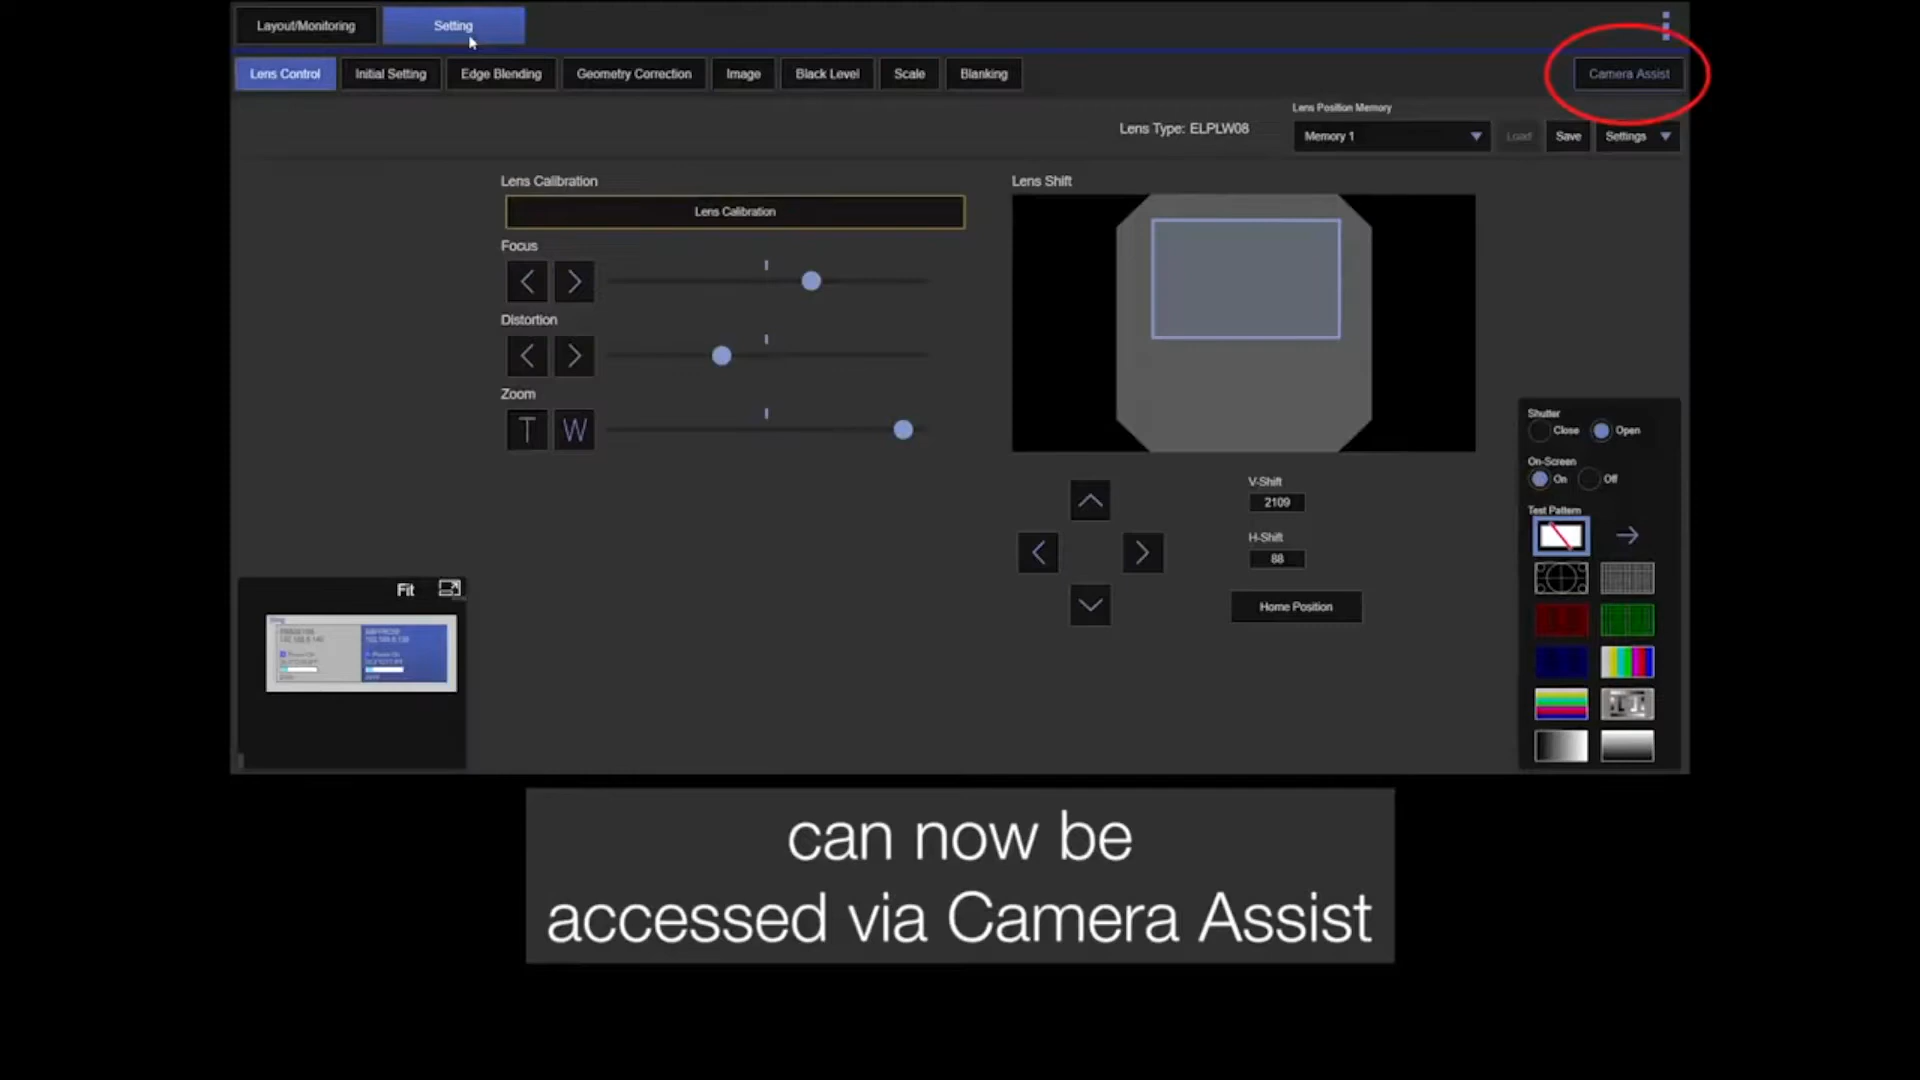 Layout/Monitoring
Setting
Lens Control
Initial Setting
Edge Blending
Geometry Correction
Image
Black Level
Scale
Blanking
Camera Assist
Lens Type: ELPLW08
Lens Position Memory
Memory 1
Load
Save
Settings
Lens Calibration
Lens Calibration
Focus
Distortion
Zoom
T
W
Lens Shift
V-Shift
2109
H-Shift
88
Home Position
Shutter
Close
Open
On-Screen
On
Off
Test Pattern
Fit
can now be
accessed via Camera Assist